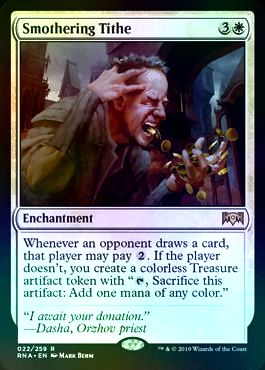 Smothering Tithe 3
Enchantment
Whenever an opponent draws a card,
that player may pay 2. If the player
doesn't, you create a colorless Treasure
artifact token with “, Sacrifice this
artifact: Add one mana of any color.”
“I await your donation.”
—Dasha, Orzhov priest
022/259 R
RNA • EN MARK BEHM
™ & © 2019 Wizards of the Coast